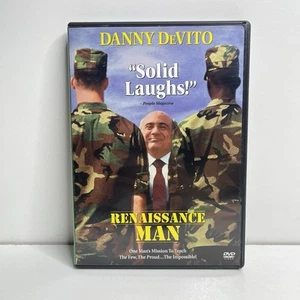 DANNY DeVITO
"Solid
Laughs!"
- People Magazine
RENAISSANCE
MAN
One Man's Mission To Teach
The Few, The Proud...The Impossible!
DVD